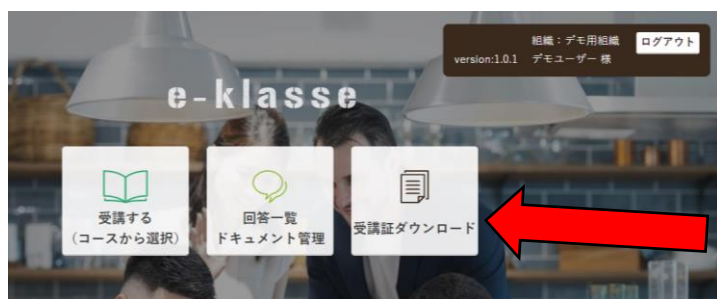 組織：デモ用組織
ログアウト
version:1.0.1 デモユーザー 様
e-klasse
受講する
（コースから選択）
回答一覧
ドキュメント管理
受講証ダウンロード